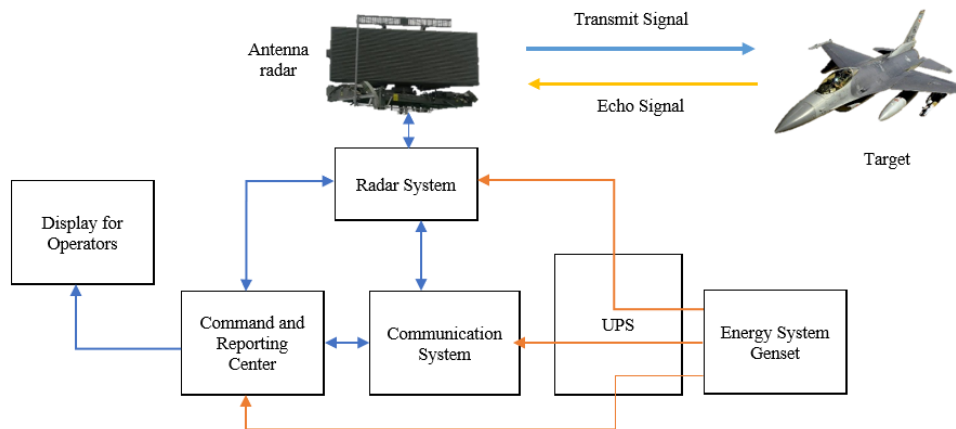 Antenna
radar
Transmit Signal
Echo Signal
Target
Radar System
Display for
Operators
Command and
Reporting
Center
Communication
System
UPS
Energy System
Genset